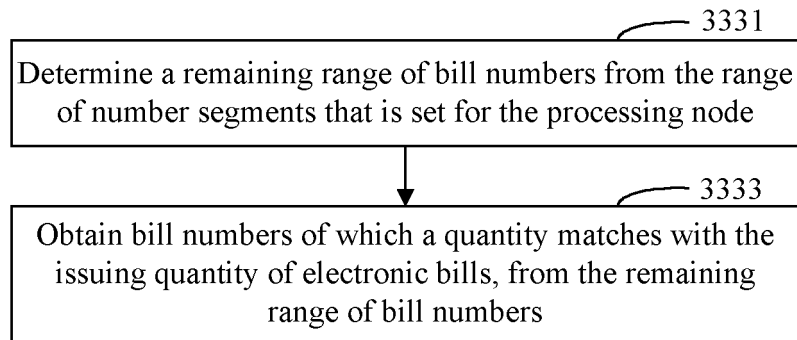 3331
Determine a remaining range of bill numbers from the range
of number segments that is set for the processing node
3333
Obtain bill numbers of which a quantity matches with the
issuing quantity of electronic bills, from the remaining
range of bill numbers